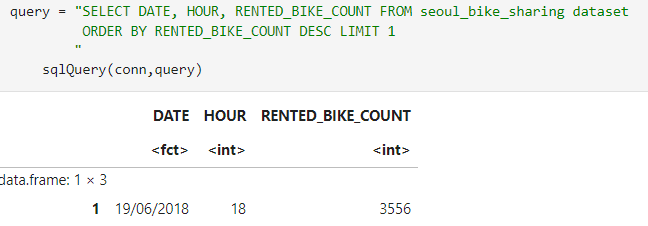 query = "SELECT DATE, HOUR, RENTED_BIKE_COUNT FROM seoul_bike_sharing dataset
ORDER BY RENTED_BIKE_COUNT DESC LIMIT 1
"
sqlQuery(conn,query)
DATE HOUR RENTED_BIKE_COUNT
<fct> <int> <int>
data.frame: 1 × 3
1 19/06/2018 18 3556